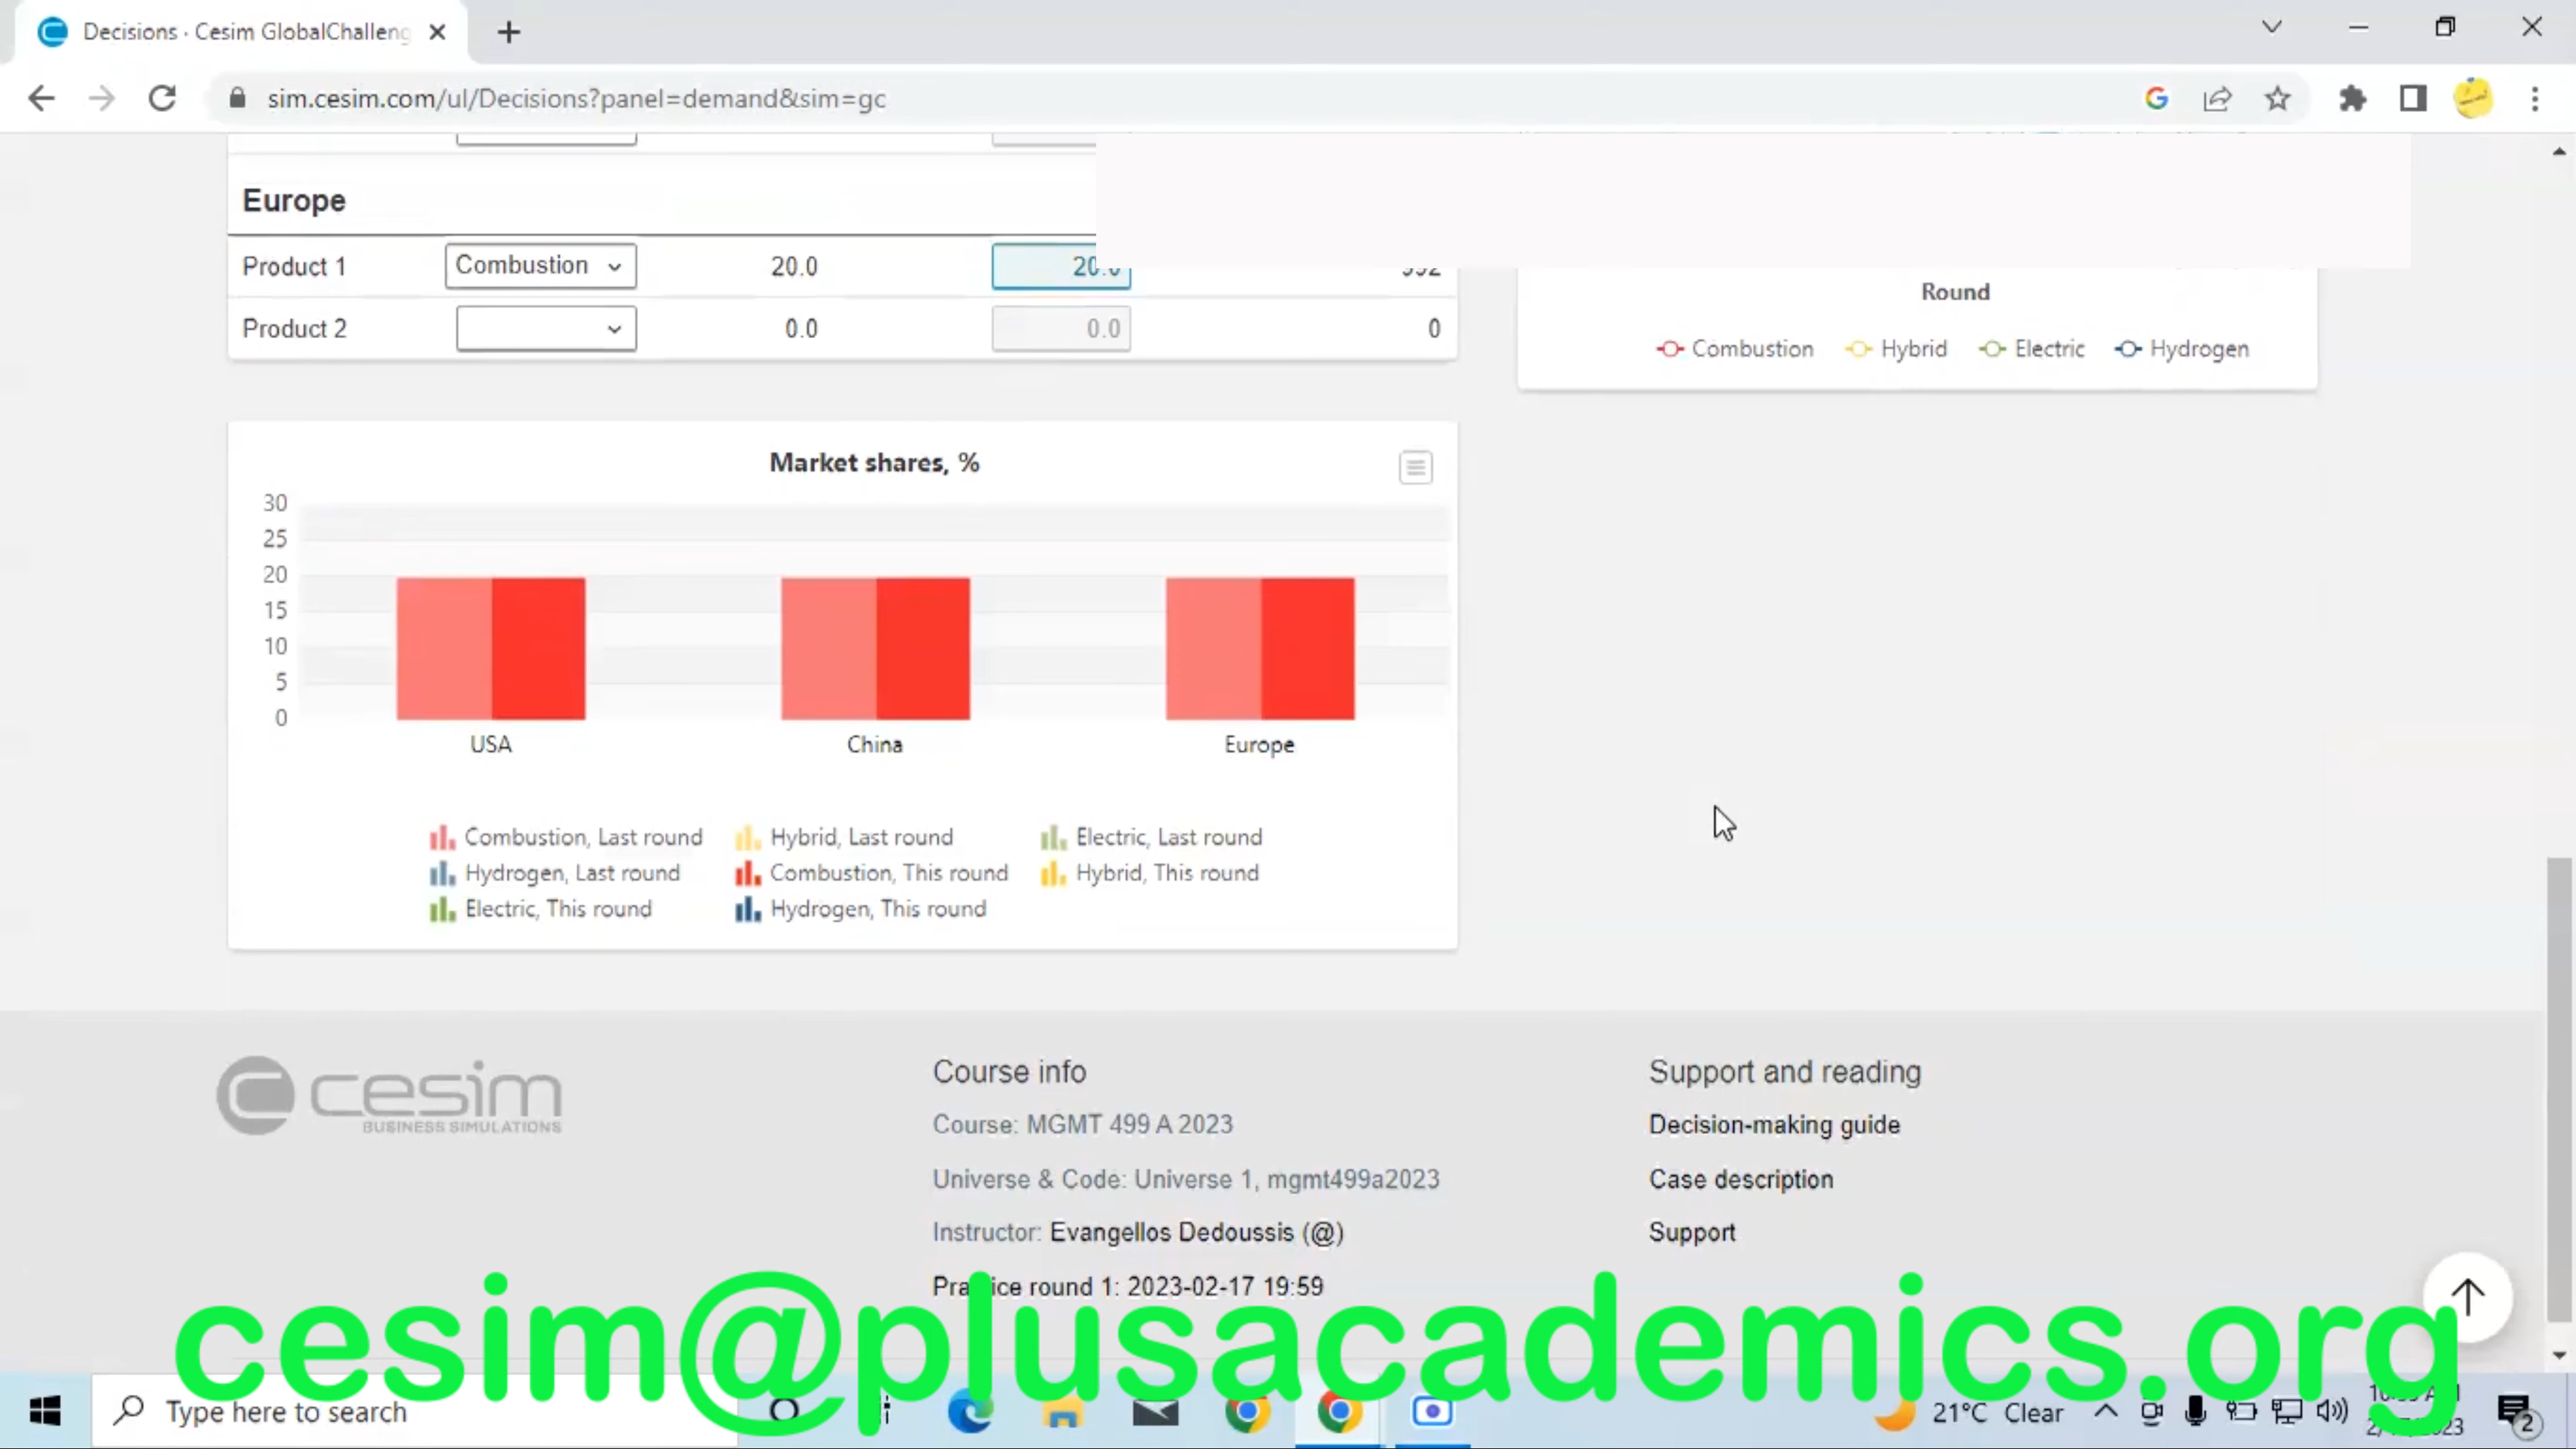 Decisions · Cesim GlobalChalleng
sim.cesim.com/ul/Decisions?panel=demand&sim=gc
Europe
Product 1 Combustion 20.0 20.0
Product 2 0.0 0.0 0
Round
Combustion Hybrid Electric Hydrogen
Market shares, %
30
25
20
15
10
5
0
USA China Europe
Combustion, Last round Hybrid, Last round Electric, Last round
Hydrogen, Last round Combustion, This round Hybrid, This round
Electric, This round Hydrogen, This round
cesim
BUSINESS SIMULATIONS
Course info
Course: MGMT 499 A 2023
Universe & Code: Universe 1, mgmt499a2023
Instructor: Evangellos Dedoussis (@)
Practice round 1: 2023-02-17 19:59
Support and reading
Decision-making guide
Case description
Support
cesim@plusacademics.org
Type here to search
21°C Clear
2